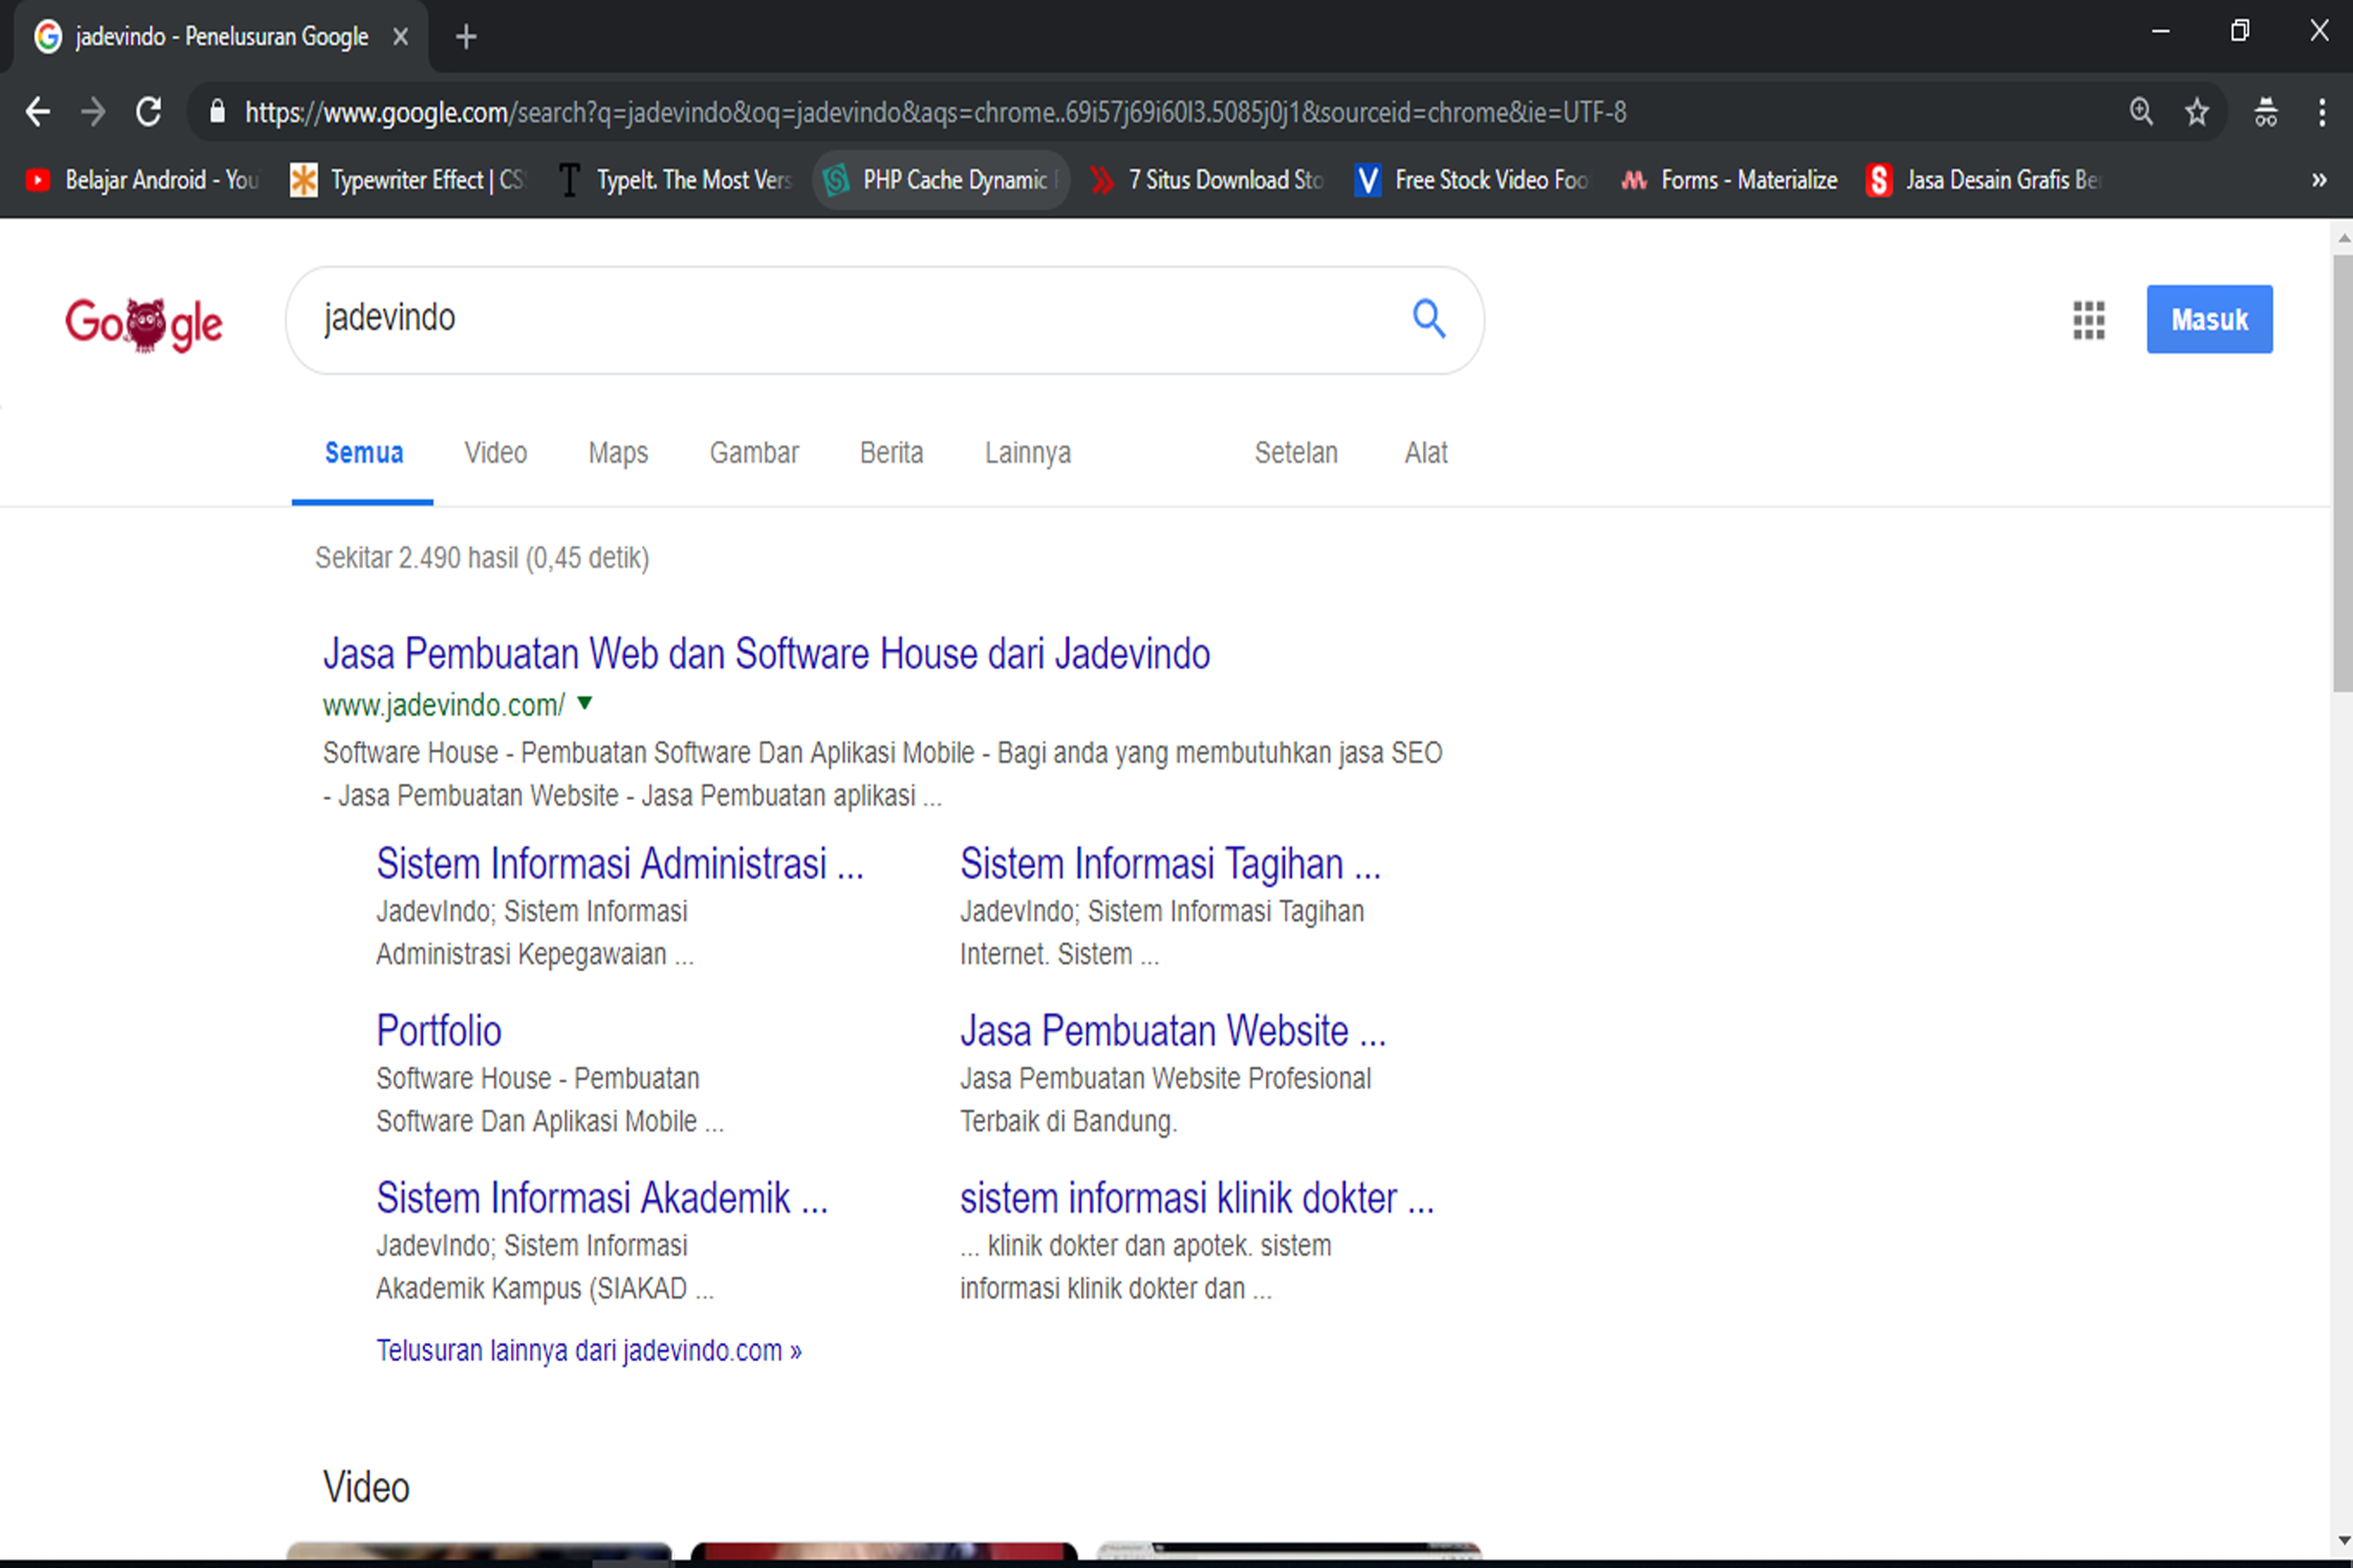 jadevindo - Penelusuran Google
https://www.google.com/search?q=jadevindo&oq=jadevindo&aqs=chrome..69i57j69i60l3.5085j0j1&sourceid=chrome&ie=UTF-8
Belajar Android - You Typewriter Effect | CS TypeIt. The Most Vers PHP Cache Dynamic 7 Situs Download Sto Free Stock Video Foo Forms - Materialize Jasa Desain Grafis Be
Google jadevindo Masuk
Semua Video Maps Gambar Berita Lainnya Setelan Alat
Sekitar 2.490 hasil (0,45 detik)
Jasa Pembuatan Web dan Software House dari Jadevindo
www.jadevindo.com/
Software House - Pembuatan Software Dan Aplikasi Mobile - Bagi anda yang membutuhkan jasa SEO
- Jasa Pembuatan Website - Jasa Pembuatan aplikasi ...
Sistem Informasi Administrasi ...
JadevIndo; Sistem Informasi
Administrasi Kepegawaian ...
Sistem Informasi Tagihan ...
JadevIndo; Sistem Informasi Tagihan
Internet. Sistem ...
Portfolio
Software House - Pembuatan
Software Dan Aplikasi Mobile ...
Jasa Pembuatan Website ...
Jasa Pembuatan Website Profesional
Terbaik di Bandung.
Sistem Informasi Akademik ...
JadevIndo; Sistem Informasi
Akademik Kampus (SIAKAD ...
sistem informasi klinik dokter ...
... klinik dokter dan apotek. sistem
informasi klinik dokter dan ...
Telusuran lainnya dari jadevindo.com »
Video